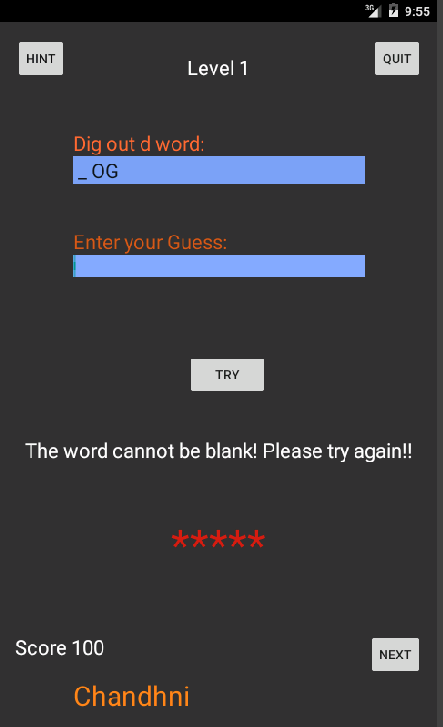 3G 9:55
HINT Level 1 QUIT
Dig out d word:
_ OG
Enter your Guess:
TRY
The word cannot be blank! Please try again!!
*****
Score 100 NEXT
Chandhni